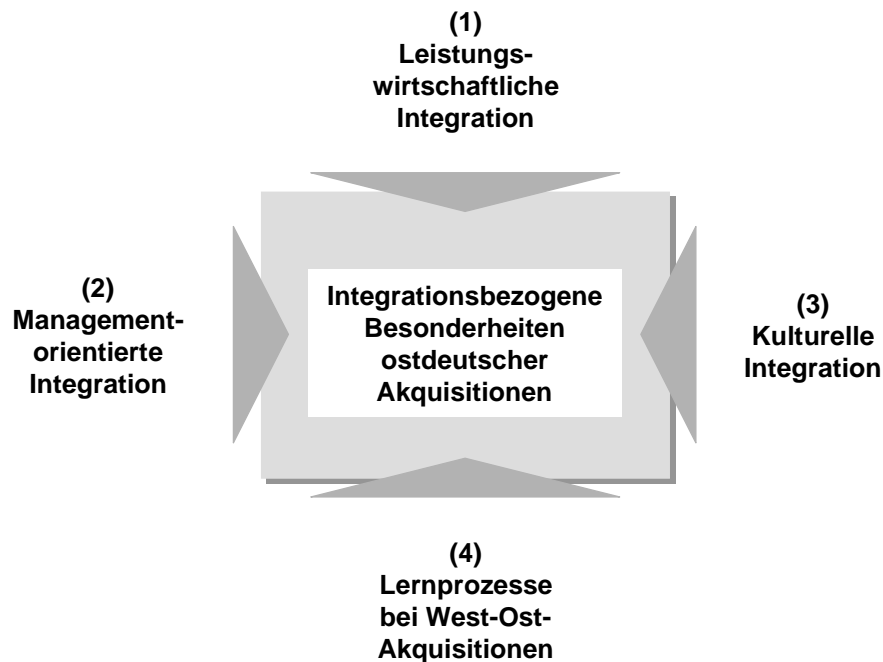 (1)
Leistungs-
wirtschaftliche
Integration
(2)
Management-
orientierte
Integration
Integrationsbezogene
Besonderheiten
ostdeutscher
Akquisitionen
(3)
Kulturelle
Integration
(4)
Lernprozesse
bei West-Ost-
Akquisitionen